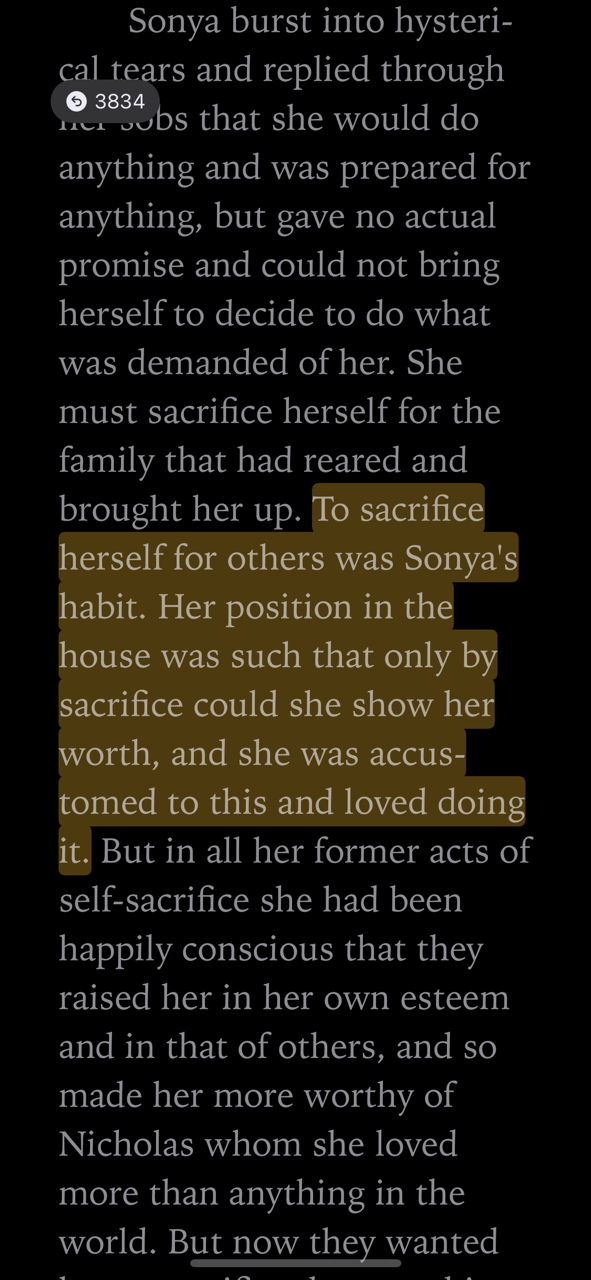 Sonya burst into hysteri-
cal tears and replied through
3834
her sobs that she would do
anything and was prepared for
anything, but gave no actual
promise and could not bring
herself to decide to do what
was demanded of her. She
must sacrifice herself for the
family that had reared and
brought her up. To sacrifice
herself for others was Sonya's
habit. Her position in the
house was such that only by
sacrifice could she show her
worth, and she was accus-
tomed to this and loved doing
it. But in all her former acts of
self-sacrifice she had been
happily conscious that they
raised her in her own esteem
and in that of others, and so
made her more worthy of
Nicholas whom she loved
more than anything in the
world. But now they wanted